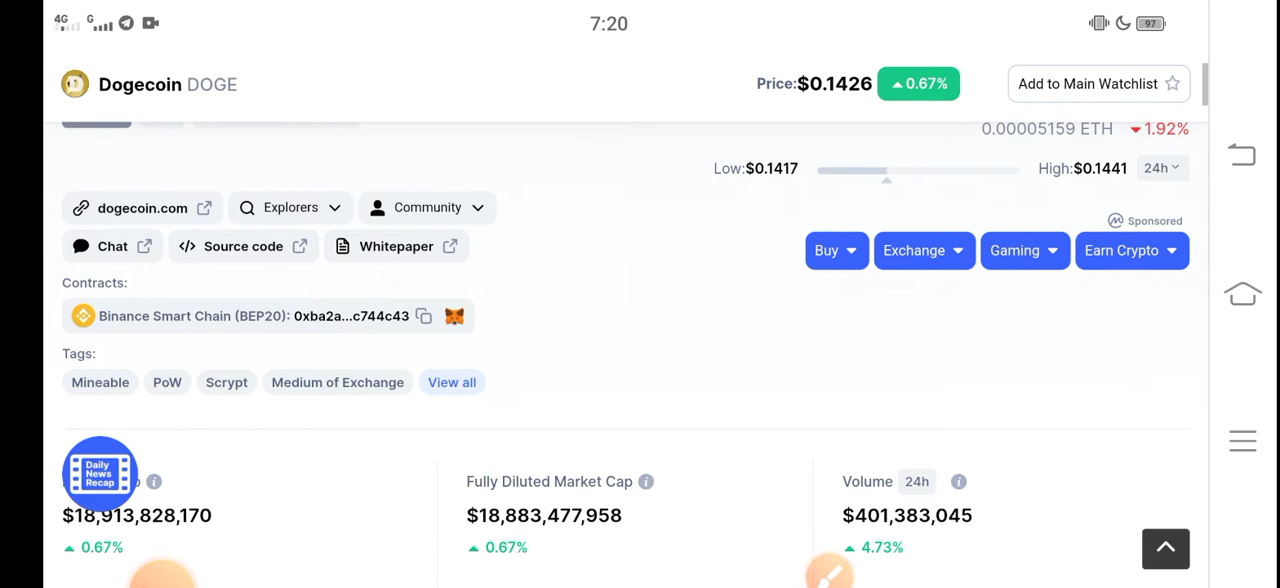 4G G 7:20 97
Dogecoin DOGE Price:$0.1426 0.67% Add to Main Watchlist
0.00005159 ETH 1.92%
Low:$0.1417 High:$0.1441 24h
dogecoin.com Explorers Community
Sponsored
Chat Source code Whitepaper
Buy Exchange Gaming Earn Crypto
Contracts:
Binance Smart Chain (BEP20): 0xba2a...c744c43
Tags:
Mineable PoW Scrypt Medium of Exchange View all
Daily
News
Recap
Fully Diluted Market Cap Volume 24h
$18,913,828,170 $18,883,477,958 $401,383,045
0.67% 0.67% 4.73%